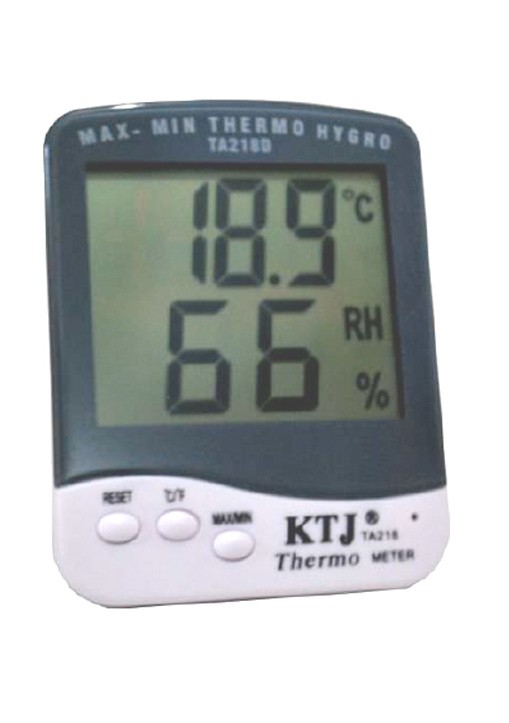 MAX- MIN THERMO HYGRO
TA218D
18.9 °C
66 RH
%
RESET °C/°F MAX/MIN
KTJ® TA218
Thermo METER